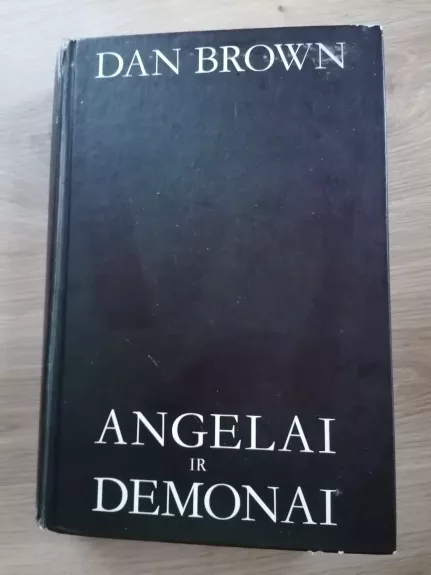 DAN BROWN
ANGELAI
IR
DEMONAI